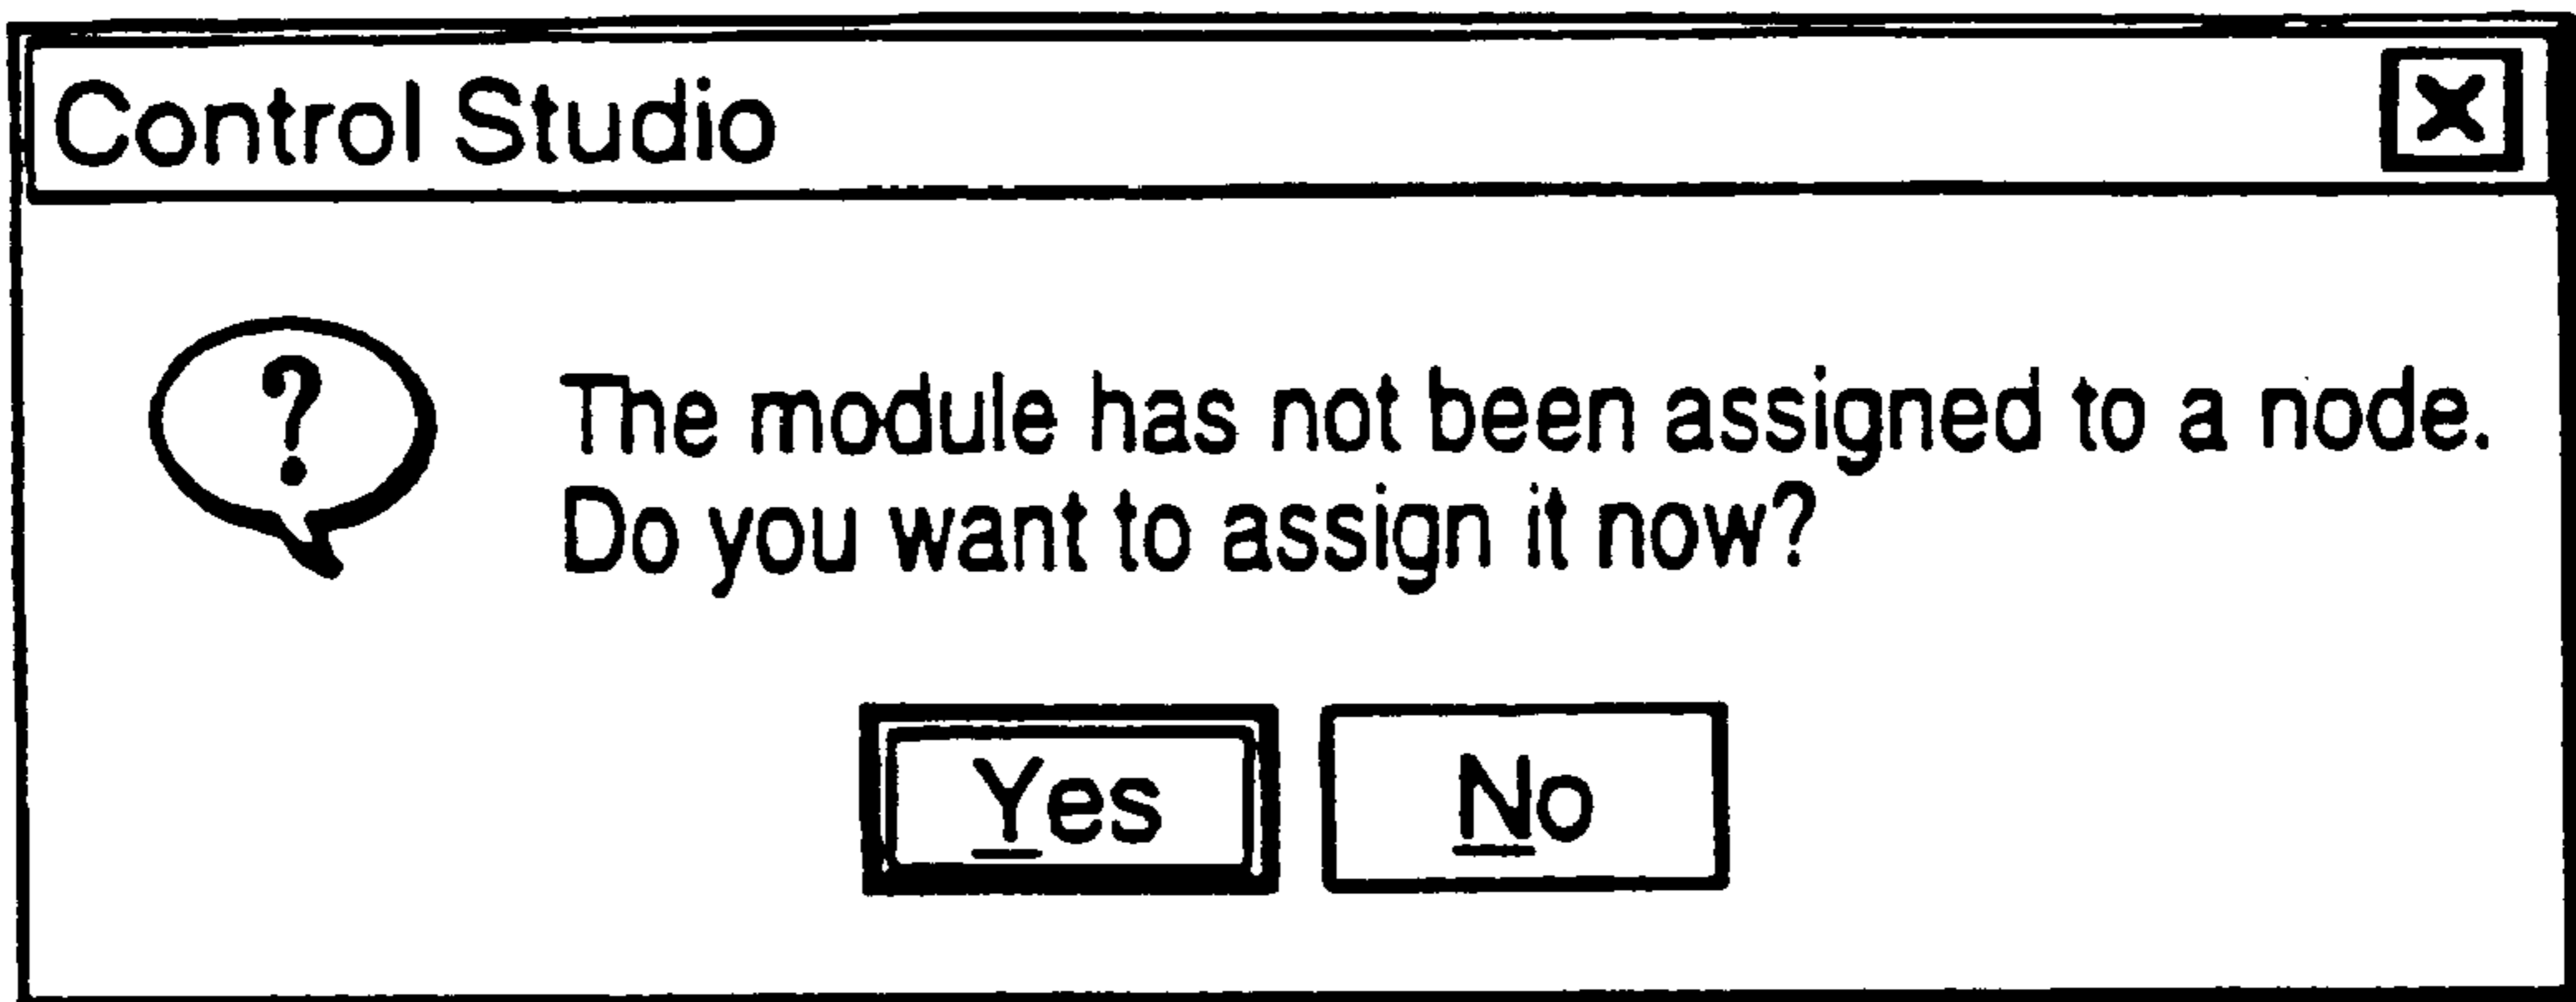 Control Studio
?
The module has not been assigned to a node.
Do you want to assign it now?
Yes
No